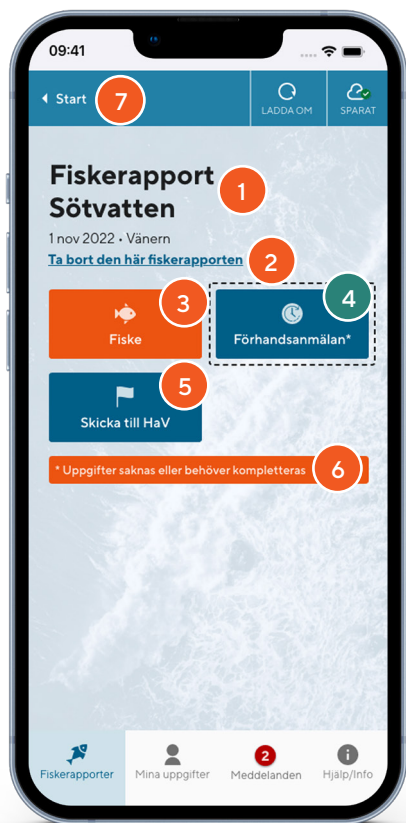 09:41
Start
7
LADDA OM
SPARAT
Fiskerapport
1
Sötvatten
1 nov 2022 • Vänern
Ta bort den här fiskerapporten
2
3
4
Fiske
Förhandsanmälan*
5
Skicka till HaV
* Uppgifter saknas eller behöver kompletteras
6
2
Fiskerapporter
Mina uppgifter
Meddelanden
Hjälp/Info